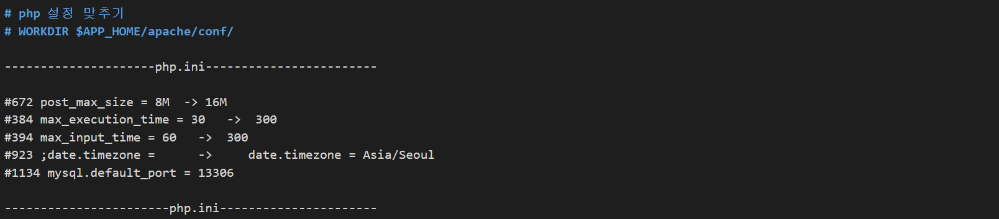 # php 설정 맞추기
# WORKDIR $APP_HOME/apache/conf/
---------------------php.ini------------------------
#672 post_max_size = 8M  -> 16M
#384 max_execution_time = 30   ->  300
#394 max_input_time = 60   ->  300
#923 ;date.timezone =      ->     date.timezone = Asia/Seoul
#1134 mysql.default_port = 13306
-----------------------php.ini----------------------